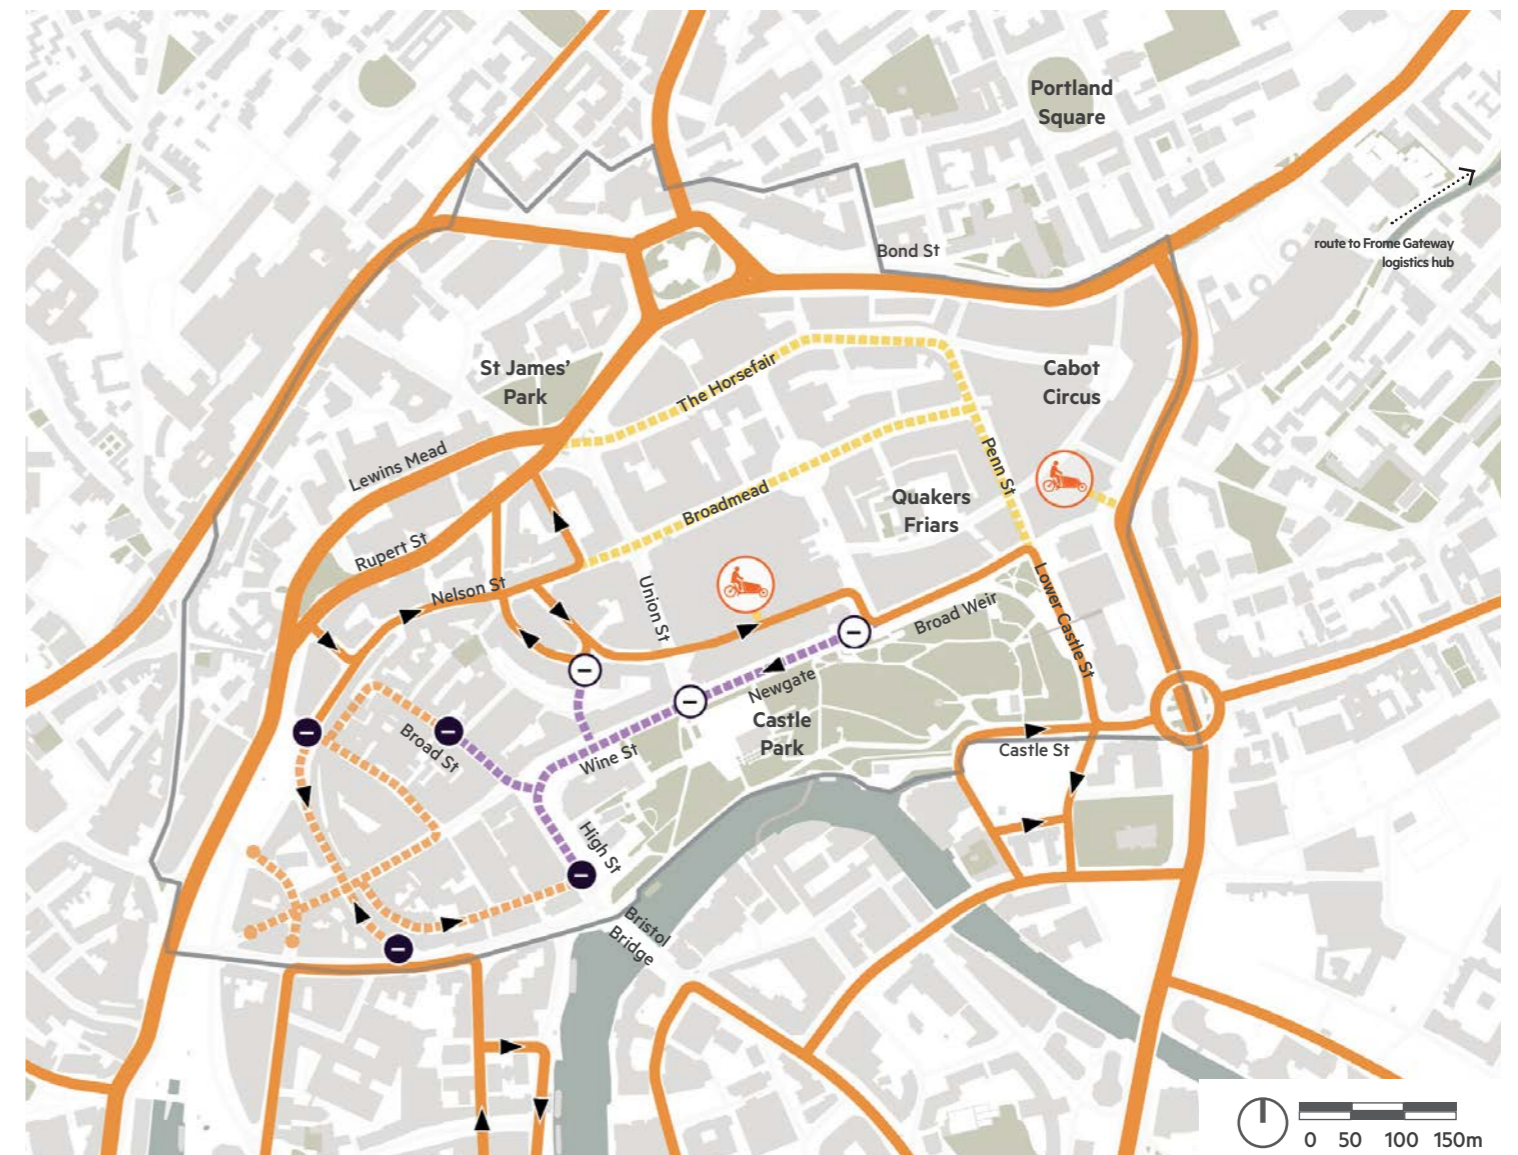 Portland
Square
route to Frome Gateway
logistics hub
Bond St
St James’
Park
The Horsefair
Cabot
Circus
Lewins Mead
Penn St
Broadmead
Quakers
Friars
Rupert St
Nelson St
Union St
Broad Weir
Lower Castle St
Newgate
Castle
Park
Broad St
Wine St
Castle St
High St
Bristol
Bridge
0 50 100 150m